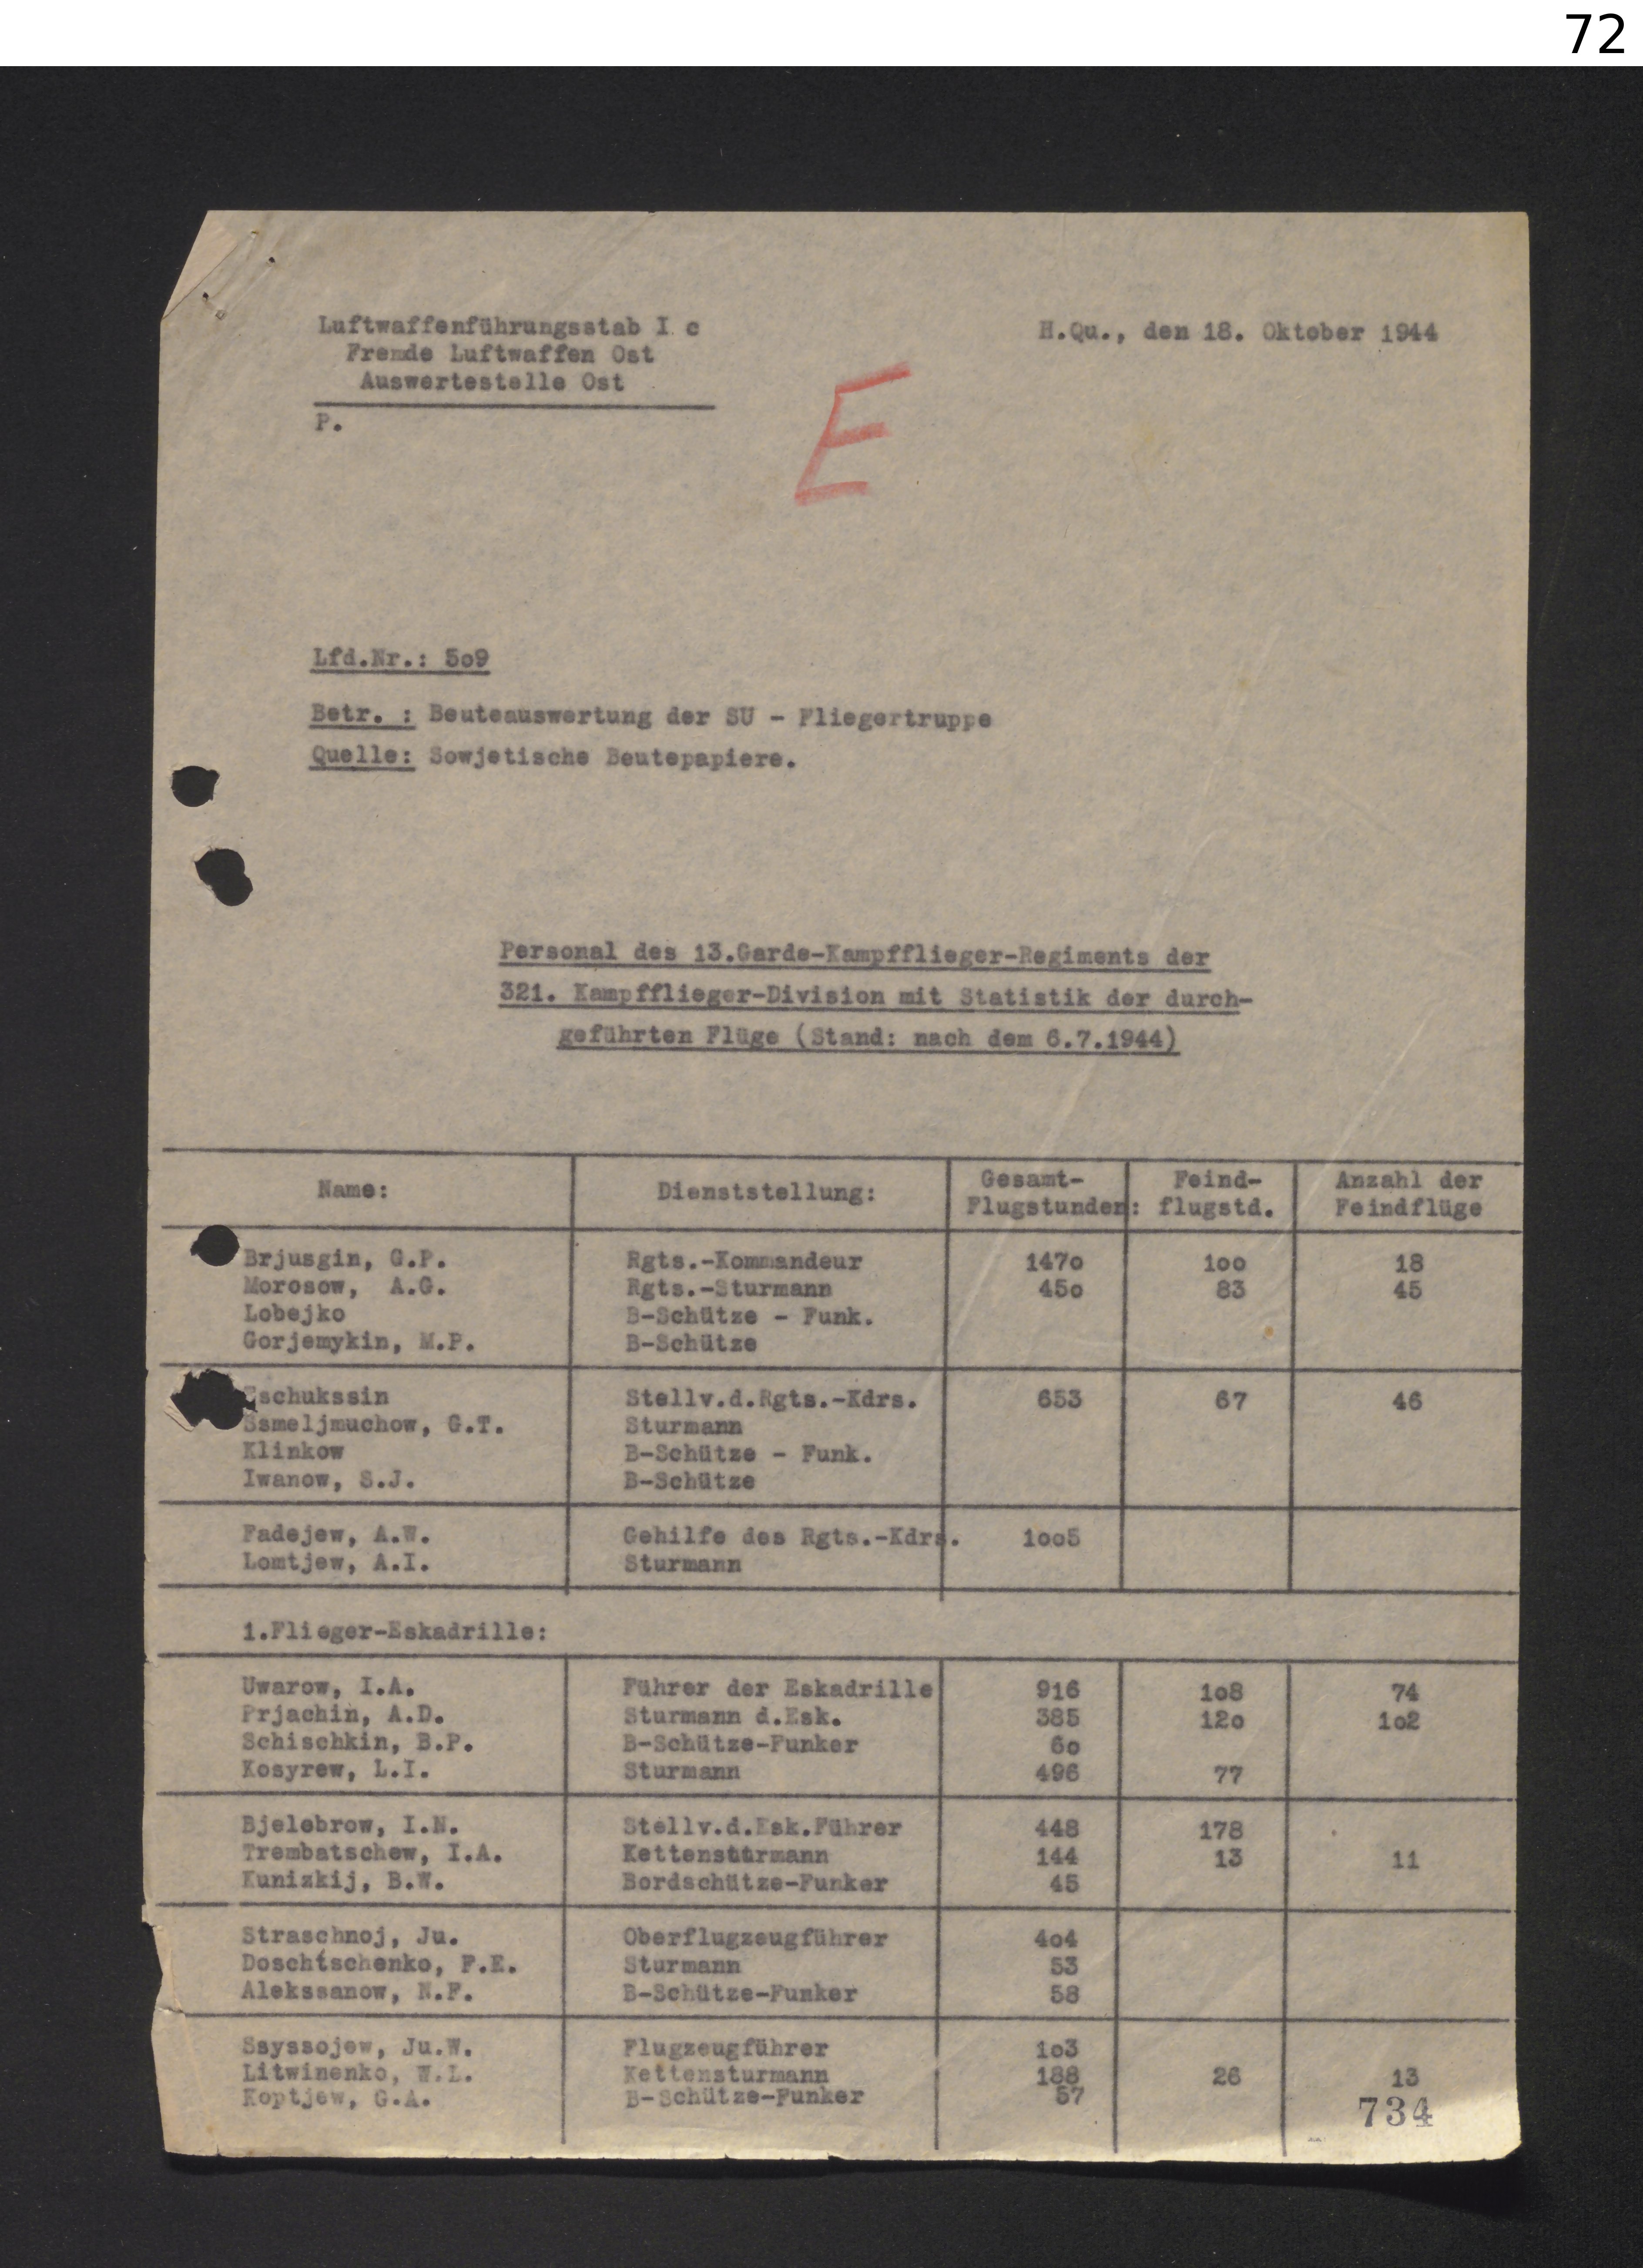 72
Luftwaffenführungsstab I c
H.Qu., den 18. Oktober 1944
Fremde Luftwaffen Ost
Auswertestelle Ost
P.
E
Lfd.Nr.: 5o9
Betr. : Beuteauswertung der SU - Fliegertruppe
Quelle: Sowjetische Beutepapiere.
Personal des 13.Garde-Kampfflieger-Regiments der
321. Kampfflieger-Division mit Statistik der durch-
geführten Flüge (Stand: nach dem 6.7.1944)
Name: Dienststellung: Gesamt- Flugstunden: Feind- flugstd. Anzahl der Feindflüge
Brjusgin, G.P. Rgts.-Kommandeur 147o 1oo 18
Morosow, A.G. Rgts.-Sturmann 45o 83 45
Lobejko B-Schütze - Funk.
Gorjemykin, M.P. B-Schütze
schukssin Stellv.d.Rgts.-Kdrs. 653 67 46
Ssmeljmuchow, G.T. Sturmann
Klinkow B-Schütze - Funk.
Iwanow, S.J. B-Schütze
Fadejew, A.W. Gehilfe des Rgts.-Kdrs. 1oo5
Lomtjew, A.I. Sturmann
1.Flieger-Eskadrille:
Uwarow, I.A. Führer der Eskadrille 916 1o8 74
Prjachin, A.D. Sturmann d.Esk. 385 12o 1o2
Schischkin, B.P. B-Schütze-Funker 6o
Kosyrew, L.I. Sturmann 496 77
Bjelebrow, I.N. Stellv.d.Esk.Führer 448 178
Trembatschew, I.A. Kettensturmann 144 13 11
Kunizkij, B.W. Bordschütze-Funker 45
Straschnoj, Ju. Oberflugzeugführer 4o4
Doschtschenko, F.E. Sturmann 53
Alekssanow, N.F. B-Schütze-Funker 58
Ssyssojew, Ju.W. Flugzeugführer 1o3
Litwinenko, W.L. Kettensturmann 188 26 13
Koptjew, G.A. B-Schütze-Funker 57
734